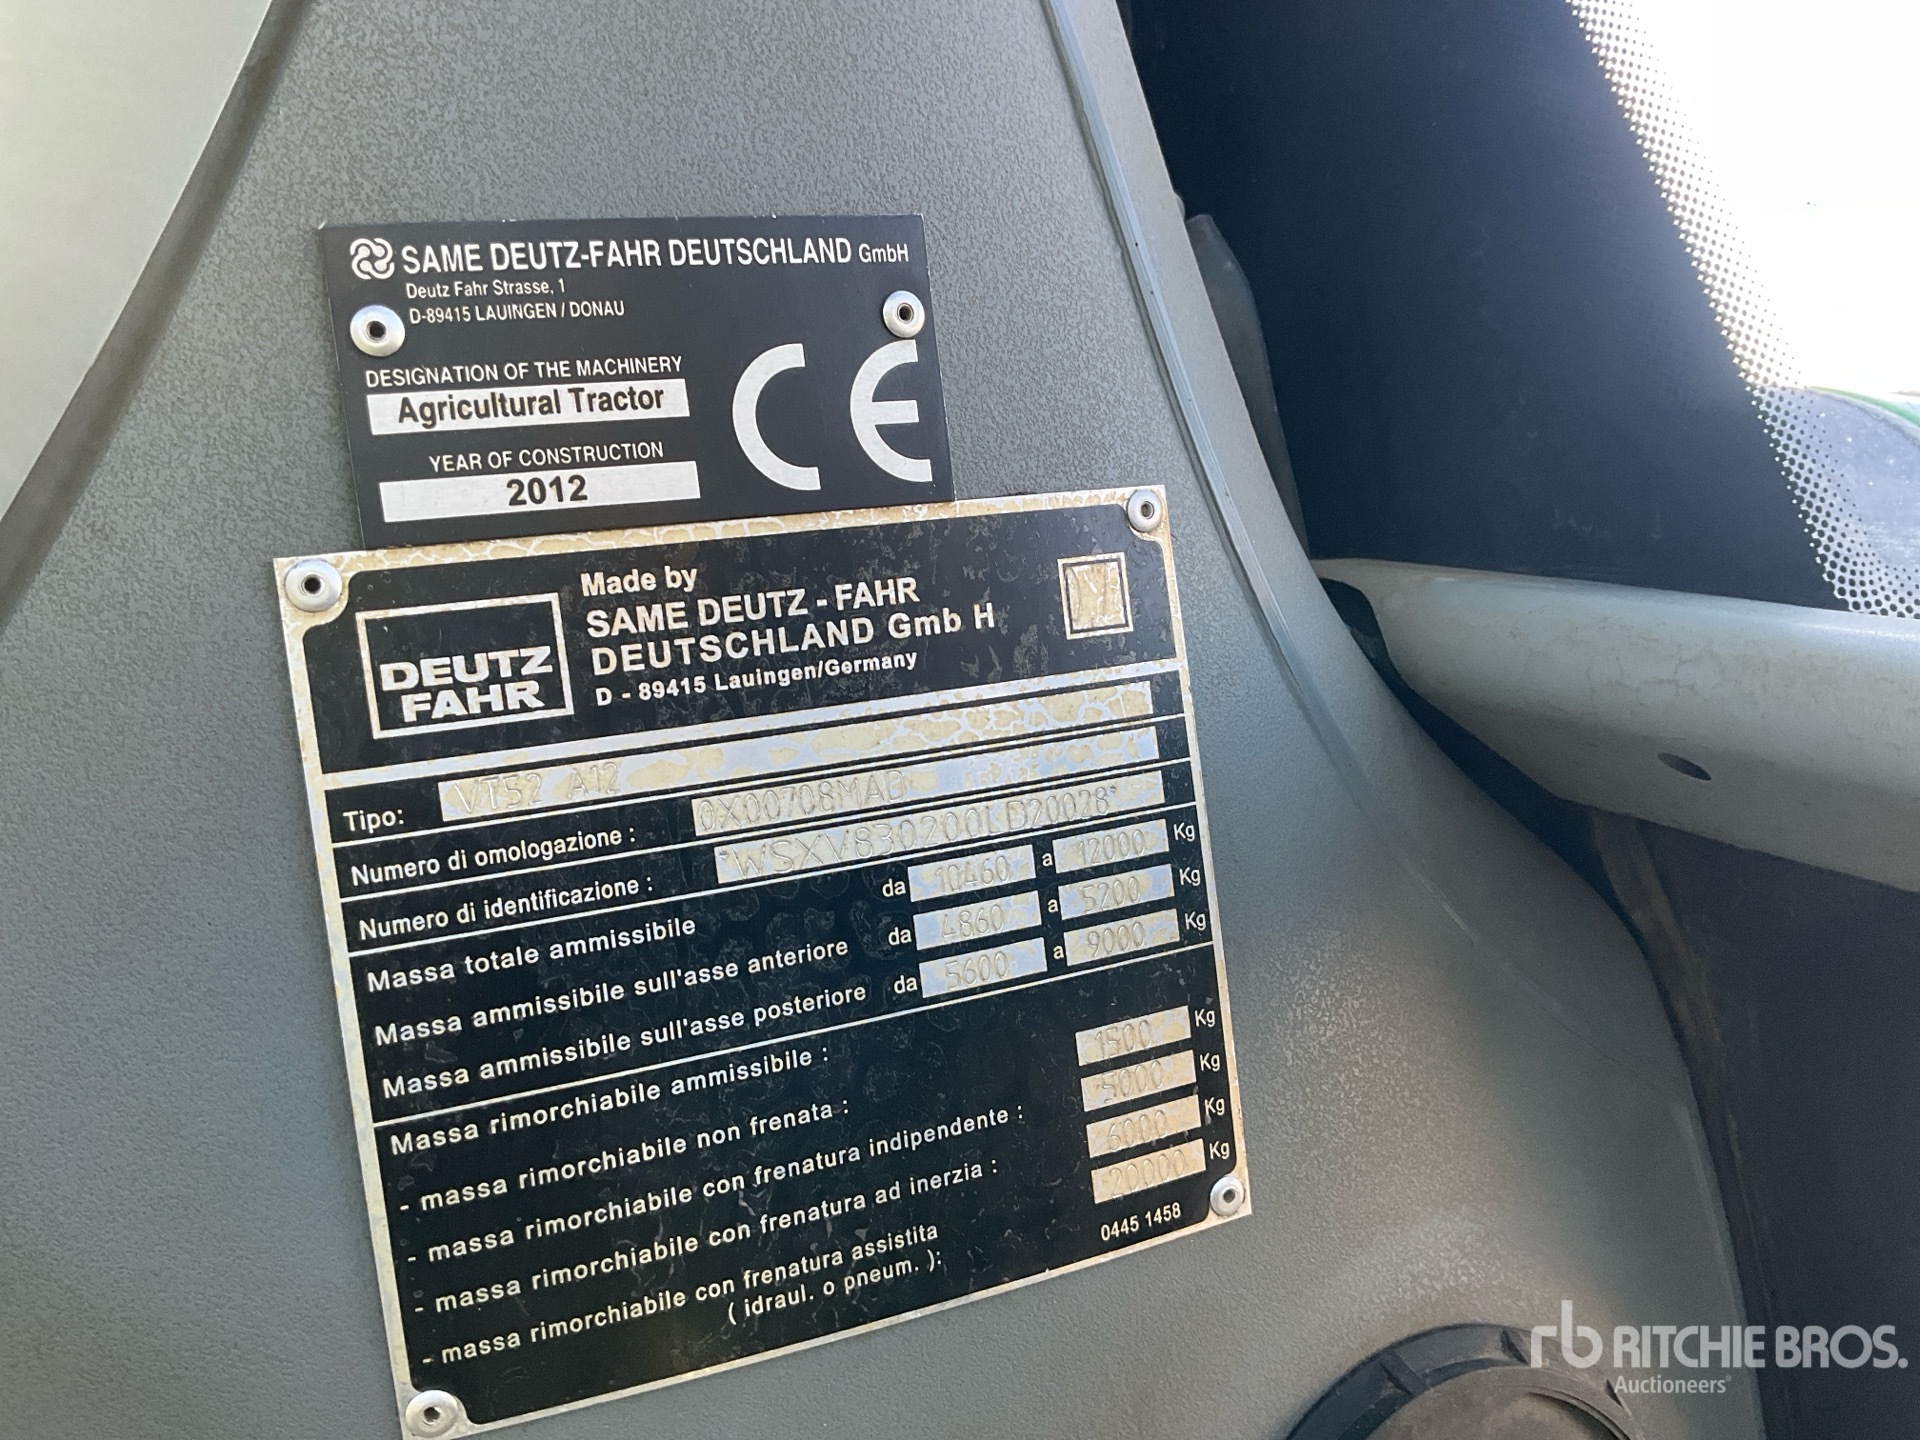 SAME DEUTZ-FAHR DEUTSCHLAND GmbH
Deutz Fahr Strasse, 1
D-89415 LAUINGEN / DONAU
DESIGNATION OF THE MACHINERY
Agricultural Tractor
YEAR OF CONSTRUCTION
2012
CE
DEUTZ
FAHR
Made by
SAME DEUTZ - FAHR
DEUTSCHLAND Gmb H
D - 89415 Lauingen/Germany
Tipo: VT52 A12
Numero di omologazione : 0X00708MAD
Numero di identificazione : *WSXV830200LD20028*
Massa totale ammissibile da 10460 a 12000 Kg
Massa ammissibile sull'asse anteriore da 4860 a 5200 Kg
Massa ammissibile sull'asse posteriore da 5600 a 9000 Kg
Massa rimorchiabile ammissibile :
- massa rimorchiabile non frenata : 1500 Kg
- massa rimorchiabile con frenatura indipendente : 5000 Kg
- massa rimorchiabile con frenatura ad inerzia : 6000 Kg
- massa rimorchiabile con frenatura assistita 20000 Kg
( idraul. o pneum. ):
0445 1458
rb RITCHIE BROS.
Auctioneers